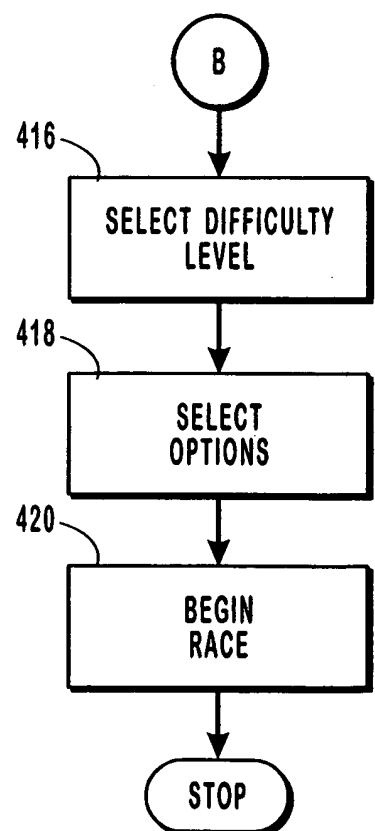 B
416
SELECT DIFFICULTY
LEVEL
418
SELECT
OPTIONS
420
BEGIN
RACE
STOP